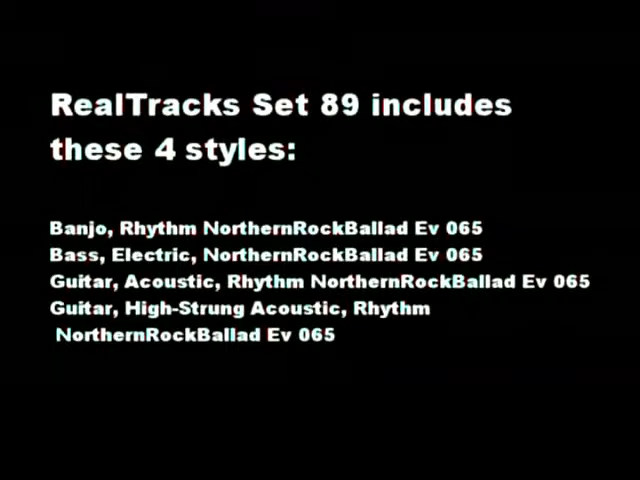 RealTracks Set 89 includes
these 4 styles:
Banjo, Rhythm NorthernRockBallad Ev 065
Bass, Electric, NorthernRockBallad Ev 065
Guitar, Acoustic, Rhythm NorthernRockBallad Ev 065
Guitar, High-Strung Acoustic, Rhythm
NorthernRockBallad Ev 065